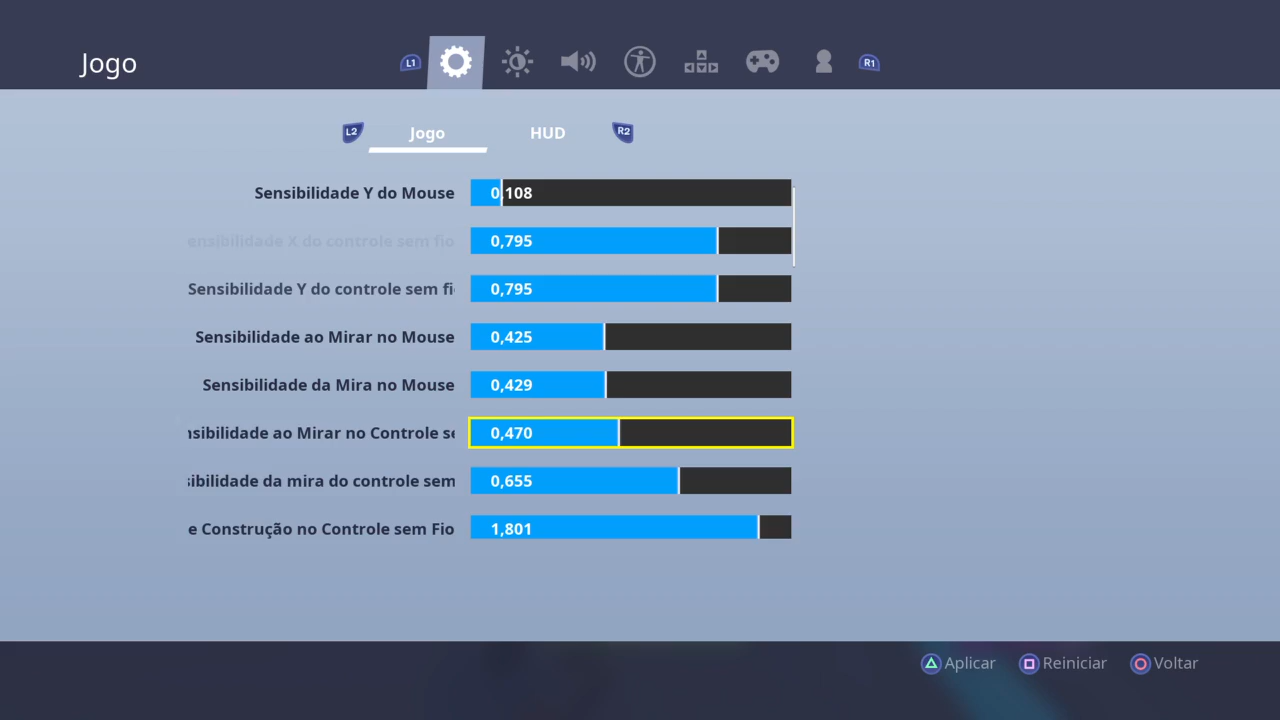 Jogo
L1
R1
L2
Jogo
HUD
R2
Sensibilidade Y do Mouse
0,108
ensibilidade X do controle sem fio
0,795
Sensibilidade Y do controle sem fi
0,795
Sensibilidade ao Mirar no Mouse
0,425
Sensibilidade da Mira no Mouse
0,429
nsibilidade ao Mirar no Controle se
0,470
ibilidade da mira do controle sem
0,655
e Construção no Controle sem Fio
1,801
Aplicar
Reiniciar
Voltar